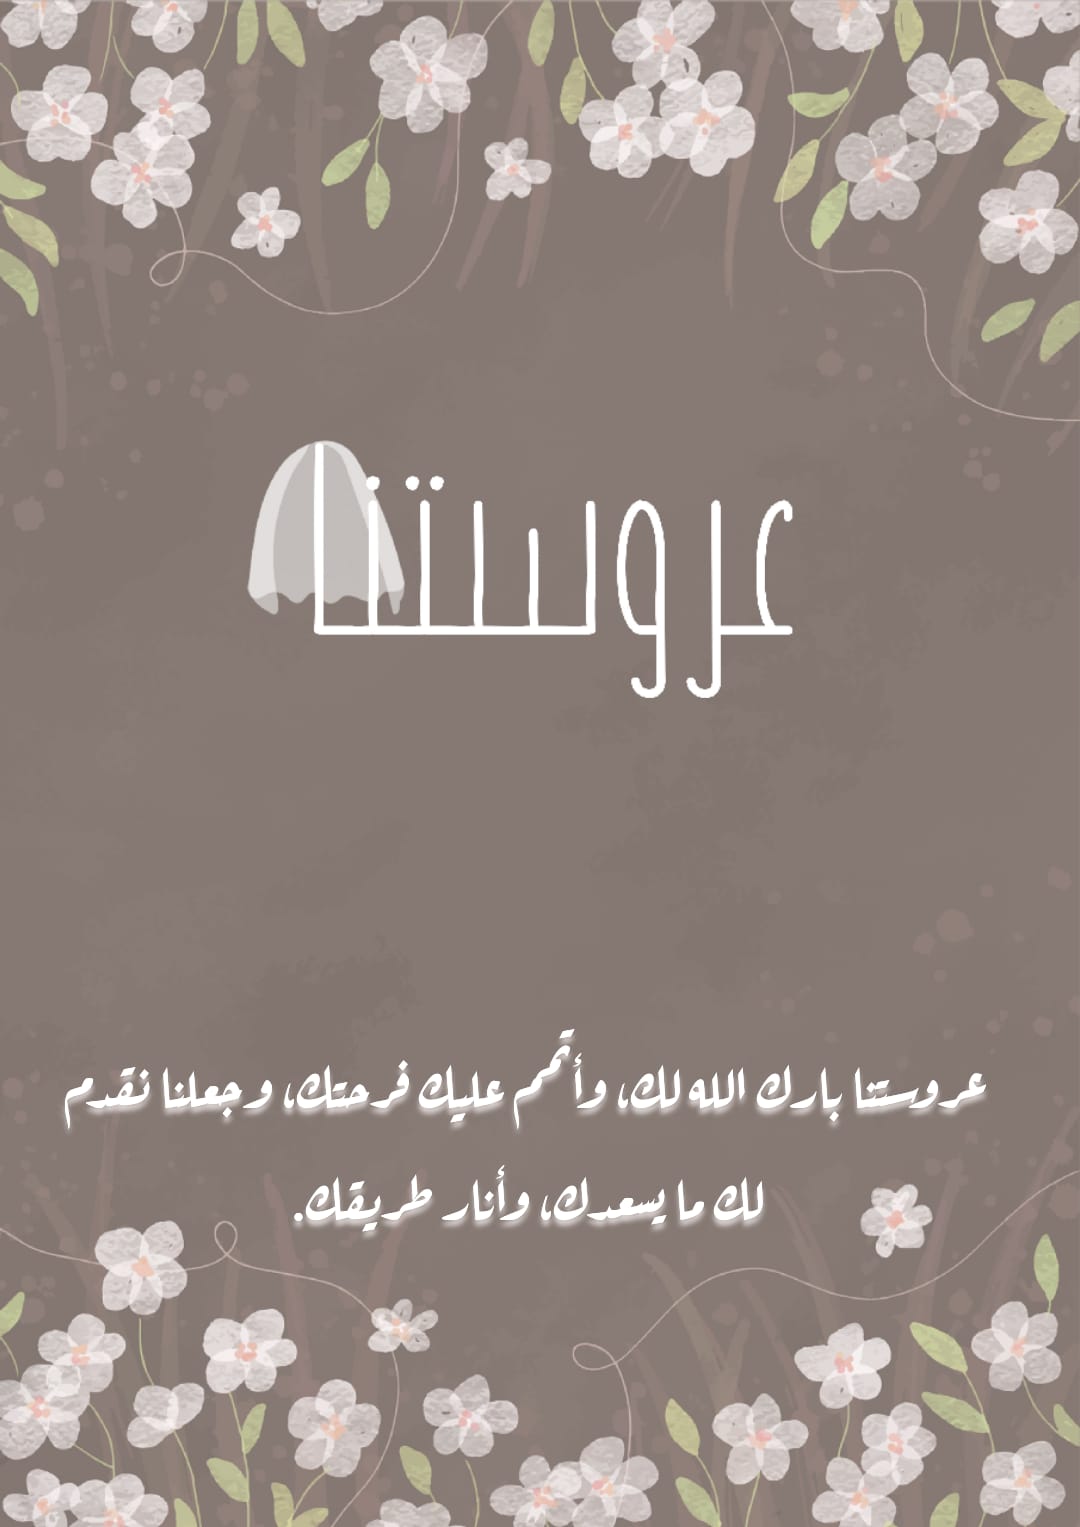 عروستنا
عروستنا بارك الله لك، وأتمم عليك فرحتك، وجعلنا نقدم
لك ما يسعدك، وأنار طريقك.